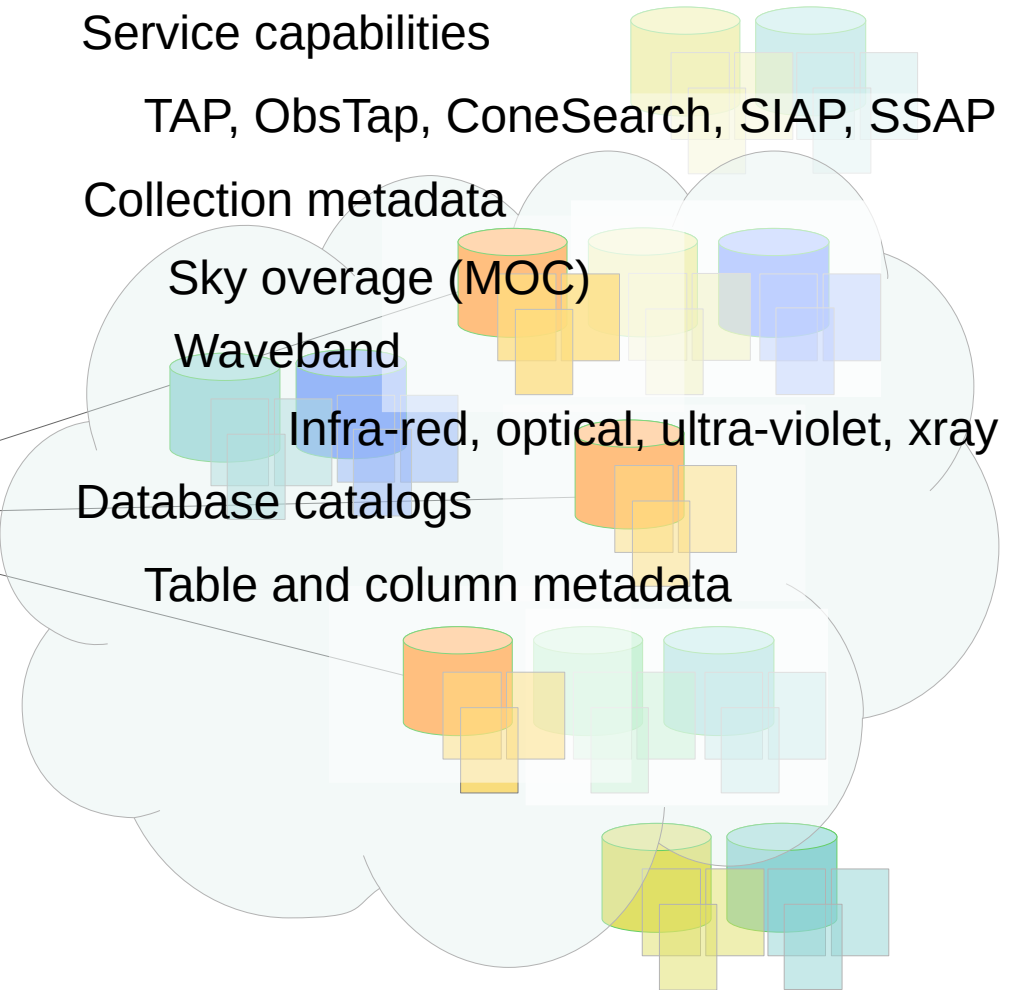 Service capabilities
TAP, ObsTap, ConeSearch, SIAP, SSAP
Collection metadata
Sky overage (MOC)
Waveband
Infra-red, optical, ultra-violet, xray
Database catalogs
Table and column metadata